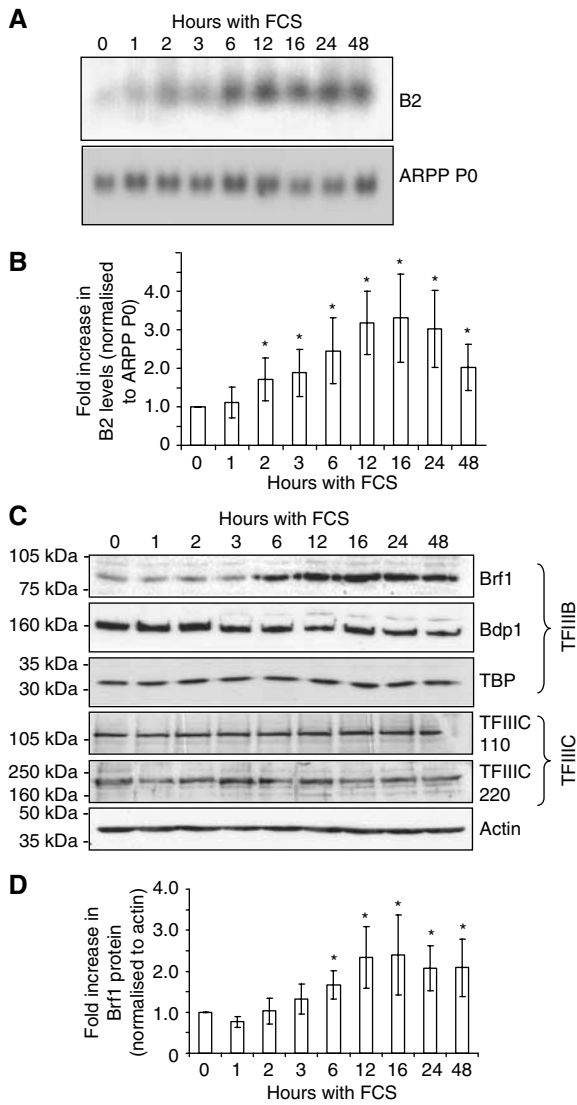 A
Hours with FCS
0 1 2 3 6 12 16 24 48
B2
ARPP P0
B
Fold increase in
B2 levels (normalised
to ARPP P0)
4.0
3.0
2.0
1.0
0
* * * * * * *
0 1 2 3 6 12 16 24 48
Hours with FCS
C
Hours with FCS
0 1 2 3 6 12 16 24 48
105 kDa
75 kDa
Brf1
160 kDa
Bdp1
35 kDa
30 kDa
TBP
TFIIIB
105 kDa
TFIIIC
110
250 kDa
160 kDa
TFIIIC
220
TFIIIC
50 kDa
35 kDa
Actin
D
Fold increase in
Brf1 protein
(normalised to actin)
4.0
3.0
2.0
1.0
0
* * * * *
0 1 2 3 6 12 16 24 48
Hours with FCS